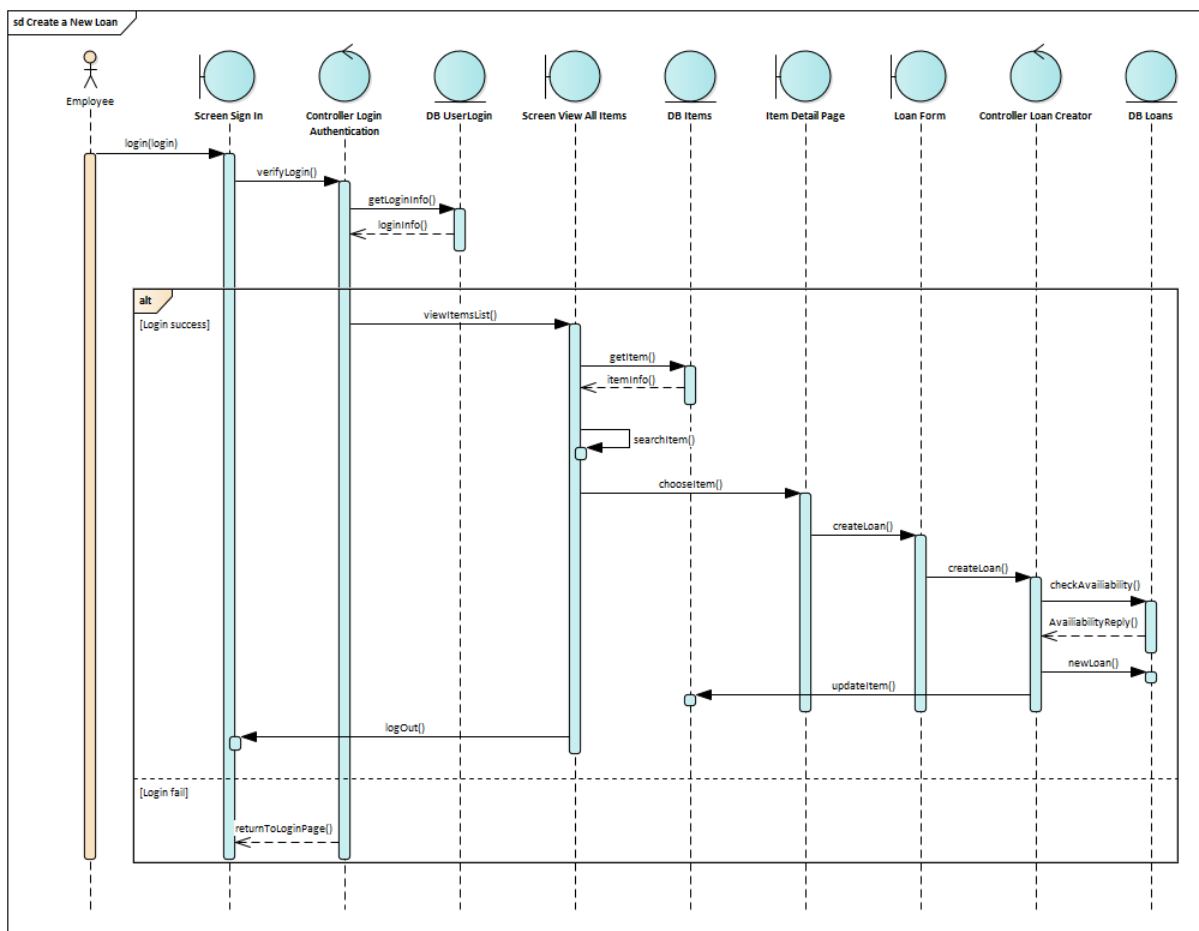 sd Create a New Loan
Employee
Screen Sign In
Controller Login
Authentication
DB UserLogin
Screen View All Items
DB Items
Item Detail Page
Loan Form
Controller Loan Creator
DB Loans
login(login)
verifyLogin()
getLoginInfo()
loginInfo()
alt
[Login success]
viewItemsList()
getItem()
itemInfo()
searchItem()
chooseItem()
createLoan()
createLoan()
checkAvailiability()
AvailiabilityReply()
newLoan()
updateItem()
logOut()
[Login fail]
returnToLoginPage()